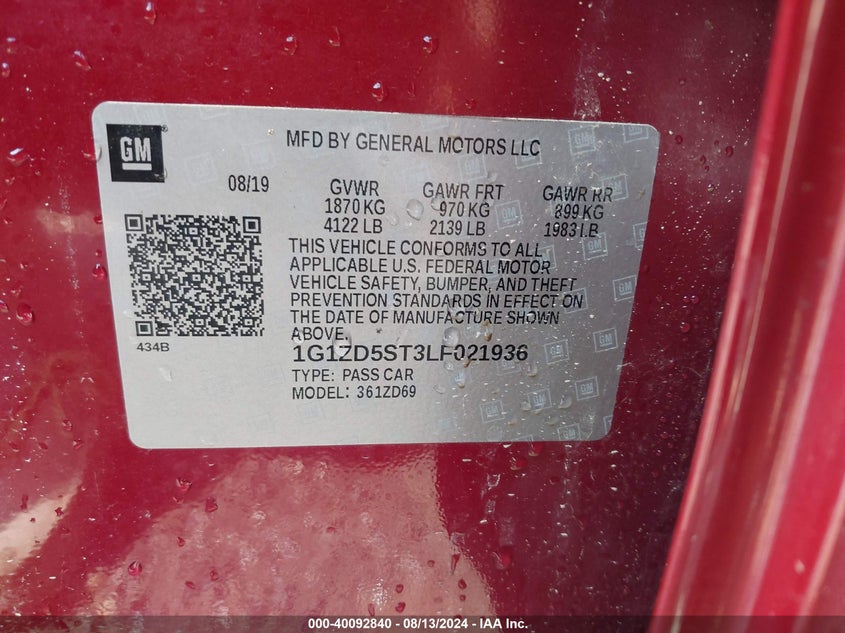 GM
MFD BY GENERAL MOTORS LLC
08/19
GVWR GAWR FRT GAWR RR
1870 KG 970 KG 899 KG
4122 LB 2139 LB 1983 LB
THIS VEHICLE CONFORMS TO ALL
APPLICABLE U.S. FEDERAL MOTOR
VEHICLE SAFETY, BUMPER, AND THEFT
PREVENTION STANDARDS IN EFFECT ON
THE DATE OF MANUFACTURE SHOWN
ABOVE.
434B
1G1ZD5ST3LF021936
TYPE: PASS CAR
MODEL: 361ZD69
000-40092840 - 08/13/2024 - IAA Inc.